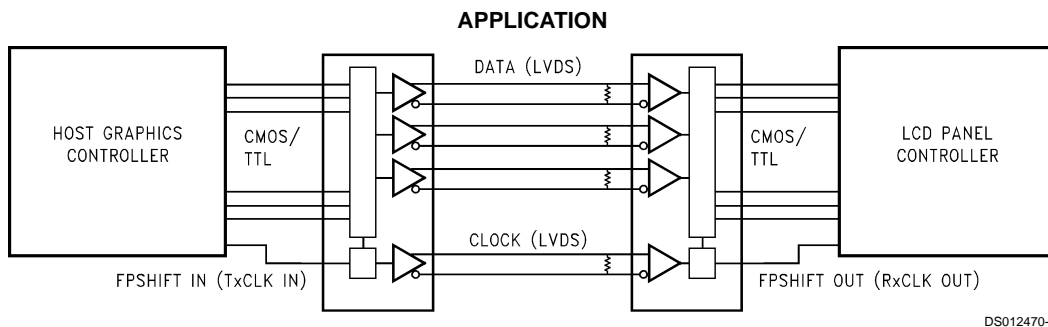 APPLICATION
DATA (LVDS)
HOST GRAPHICS
CONTROLLER
CMOS/
TTL
CMOS/
TTL
LCD PANEL
CONTROLLER
CLOCK (LVDS)
FPSHIFT IN (TxCLK IN)
FPSHIFT OUT (RxCLK OUT)
DS012470-